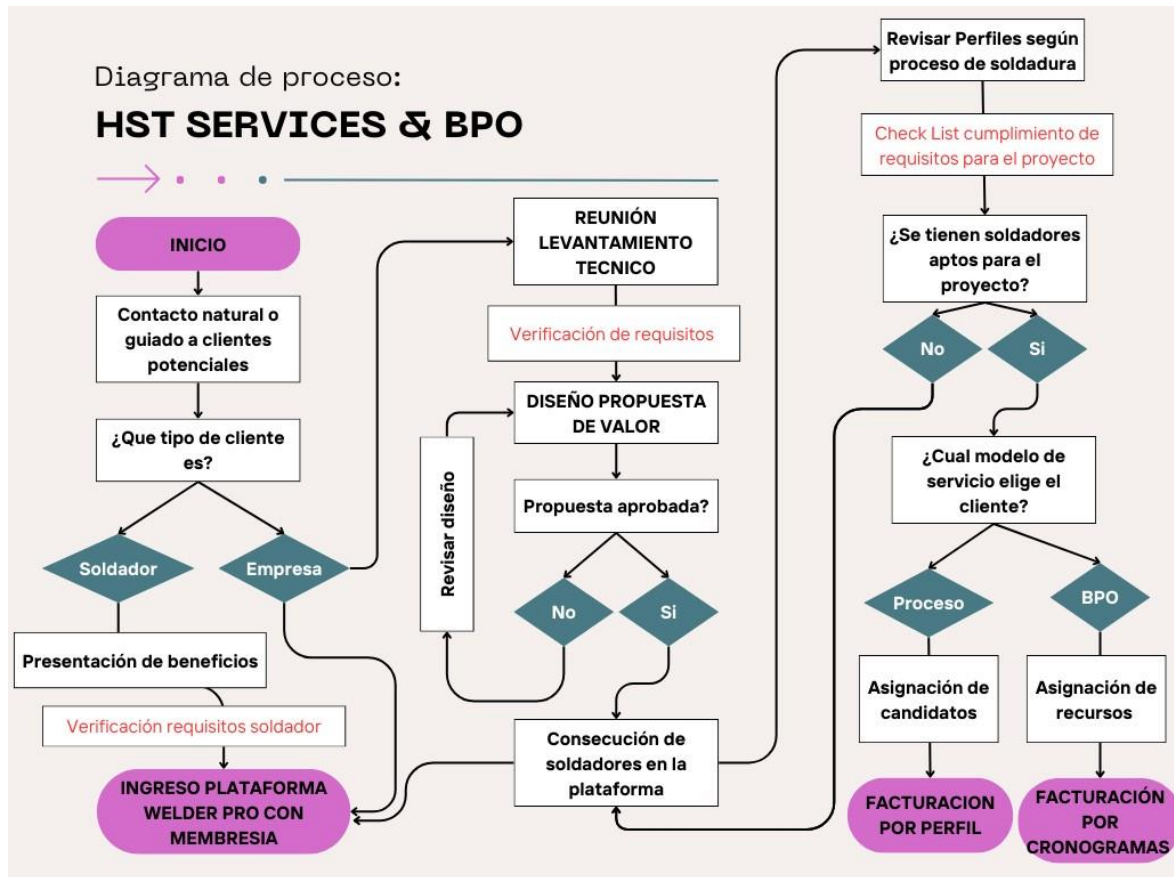 Diagrama de proceso:
HST SERVICES & BPO
INICIO
Contacto natural o
guiado a clientes
potenciales
¿Que tipo de cliente
es?
Soldador
Empresa
Presentación de beneficios
Verificación requisitos soldador
INGRESO PLATAFORMA
WELDER PRO CON
MEMBRESIA
REUNIÓN
LEVANTAMIENTO
TECNICO
Verificación de requisitos
DISEÑO PROPUESTA
DE VALOR
Revisar diseño
Propuesta aprobada?
No
Si
Consecución de
soldadores en la
plataforma
Revisar Perfiles según
proceso de soldadura
Check List cumplimiento de
requisitos para el proyecto
¿Se tienen soldadores
aptos para el
proyecto?
No
Si
¿Cual modelo de
servicio elige el
cliente?
Proceso
BPO
Asignación de
candidatos
Asignación de
recursos
FACTURACION
POR PERFIL
FACTURACIÓN
POR
CRONOGRAMAS